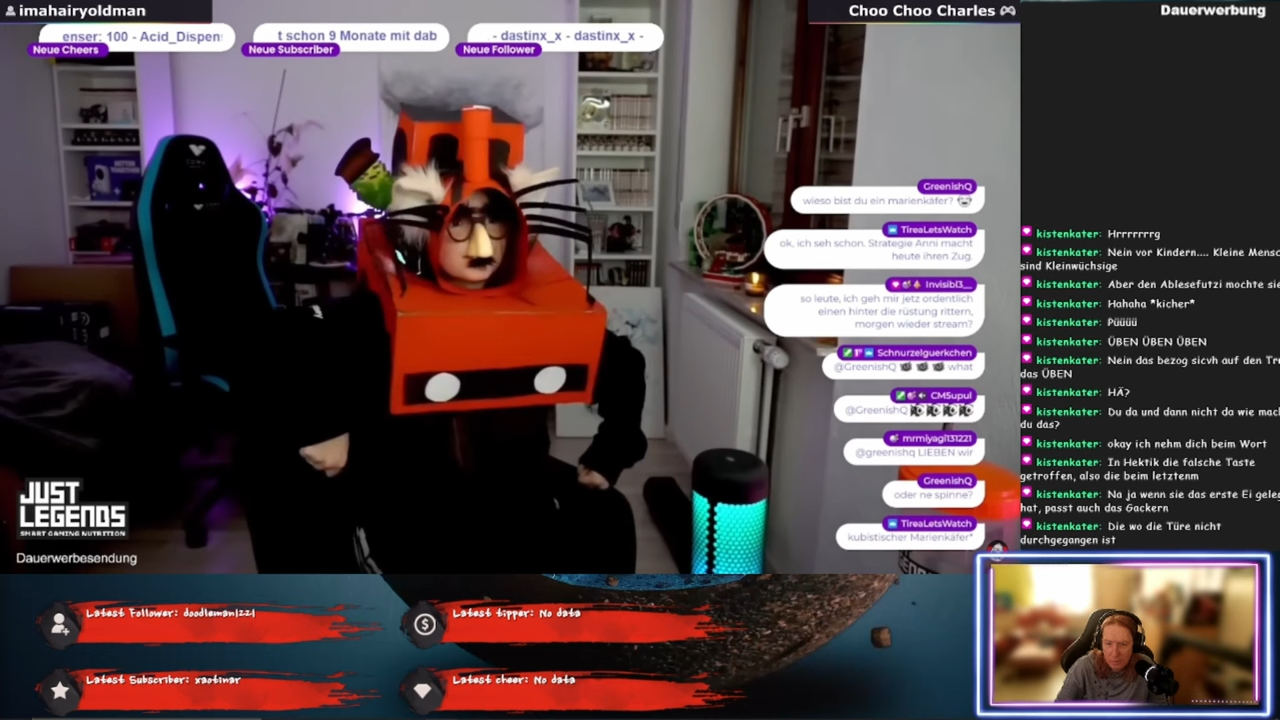 imahairyoldman
Choo Choo Charles
Dauerwerbung
enser: 100 - Acid_Dispen
Neue Cheers
t schon 9 Monate mit dab
Neue Subscriber
- dastinx_x - dastinx_x -
Neue Follower
GreenishQ
wieso bist du ein marienkäfer?
TireaLetsWatch
ok, ich seh schon. Strategie Anni macht
heute ihren Zug.
Invisibl3__
so leute, ich geh mir jetz ordentlich
einen hinter die rüstung rittern,
morgen wieder stream?
Schnurzelguerkchen
@GreenishQ what
CM5upul
@GreenishQ
mrmiyagi131221
@greenishq LIEBEN wir
GreenishQ
oder ne spinne?
TireaLetsWatch
kubistischer Marienkäfer*
kistenkater: Hrrrrrrrg
kistenkater: Nein vor Kindern.... Kleine Mensc
sind Kleinwüchsige
kistenkater: Aber den Ablesefutzi mochte sie
kistenkater: Hahaha *kicher*
kistenkater: Püüüü
kistenkater: ÜBEN ÜBEN ÜBEN
kistenkater: Nein das bezog sicvh auf den Tr
das ÜBEN
kistenkater: HÄ?
kistenkater: Du da und dann nicht da wie mac
du das?
kistenkater: okay ich nehm dich beim Wort
kistenkater: In Hektik die falsche Taste
getroffen, also die beim letztenm
kistenkater: Na ja wenn sie das erste Ei gele
hat, passt auch das Gackern
kistenkater: Die wo die Türe nicht
durchgegangen ist
JUST
LEGENDS
SMART GAMING NUTRITION
Dauerwerbesendung
Latest Follower: doodleman1221
Latest tipper: No data
Latest Subscriber: xaotinar
Latest cheer: No data